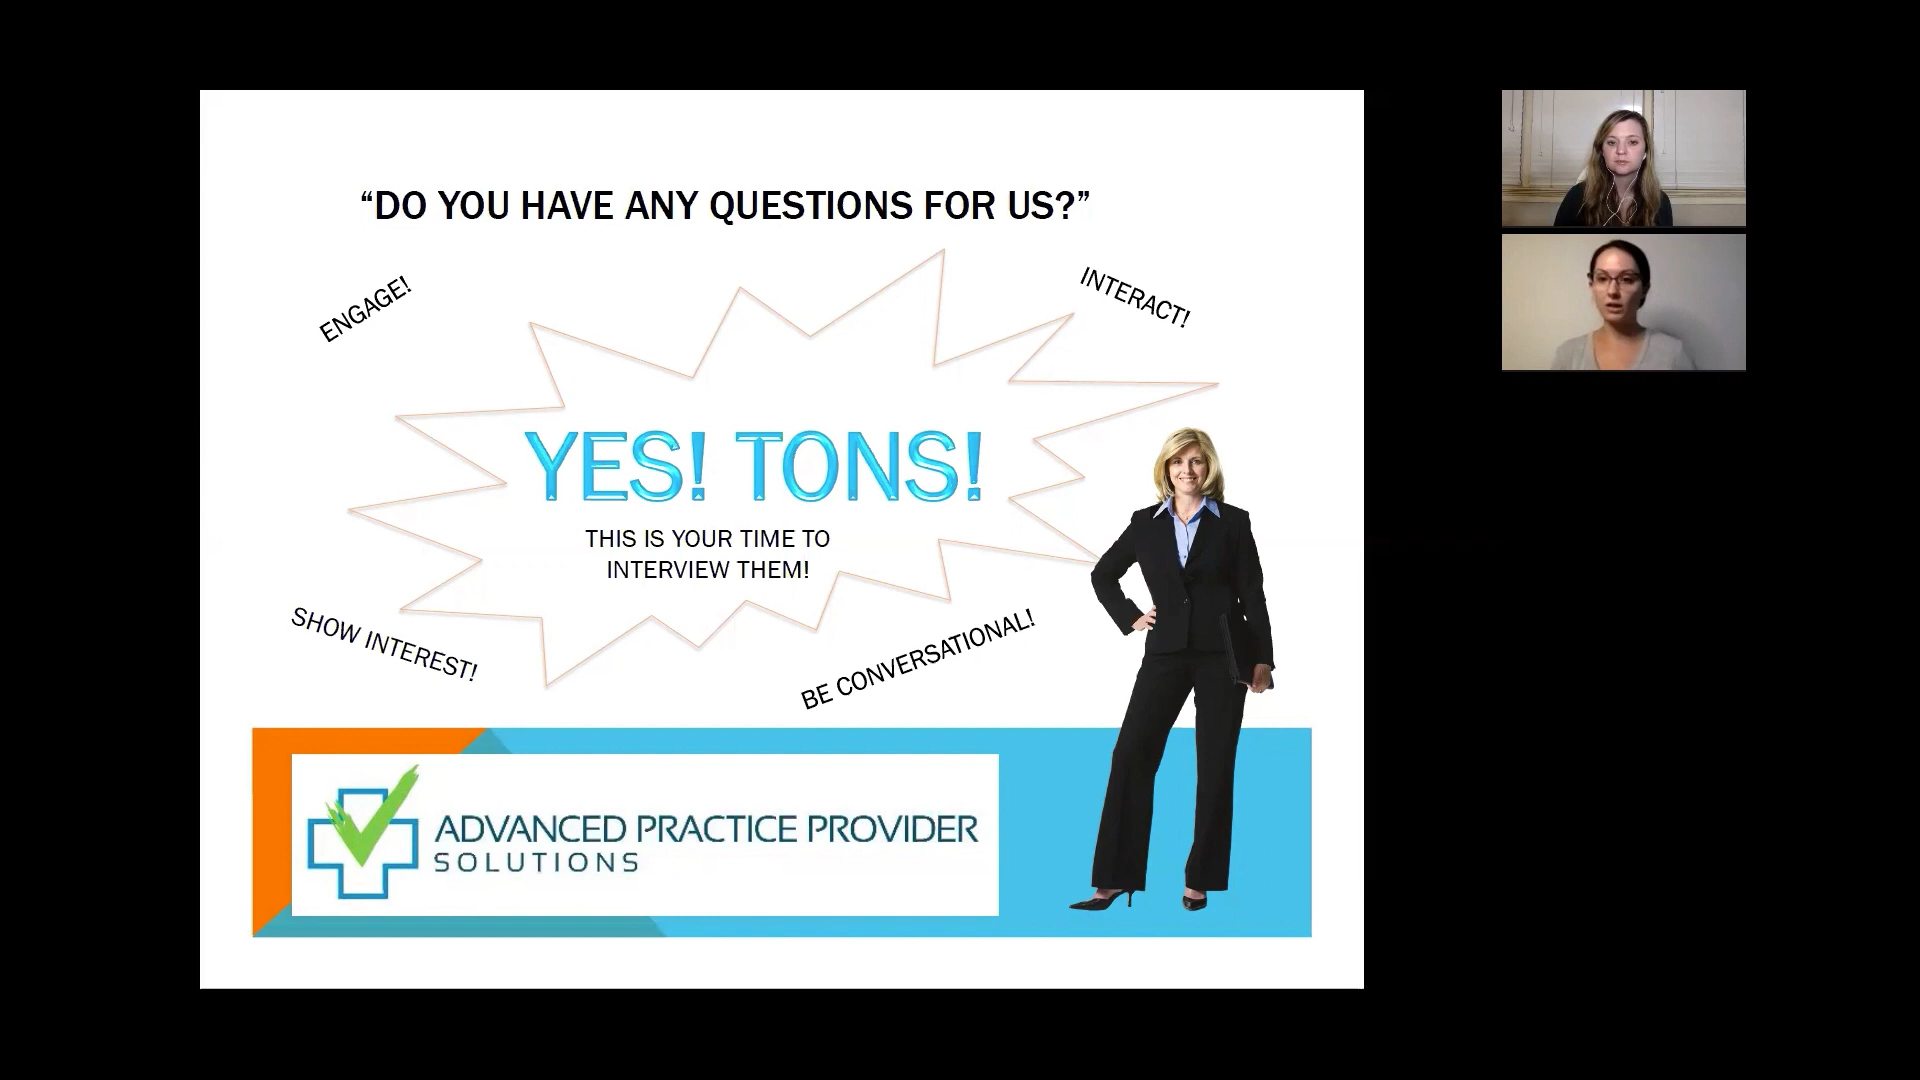 “DO YOU HAVE ANY QUESTIONS FOR US?”
ENGAGE!
INTERACT!
YES! TONS!
THIS IS YOUR TIME TO
INTERVIEW THEM!
SHOW INTEREST!
BE CONVERSATIONAL!
ADVANCED PRACTICE PROVIDER
SOLUTIONS